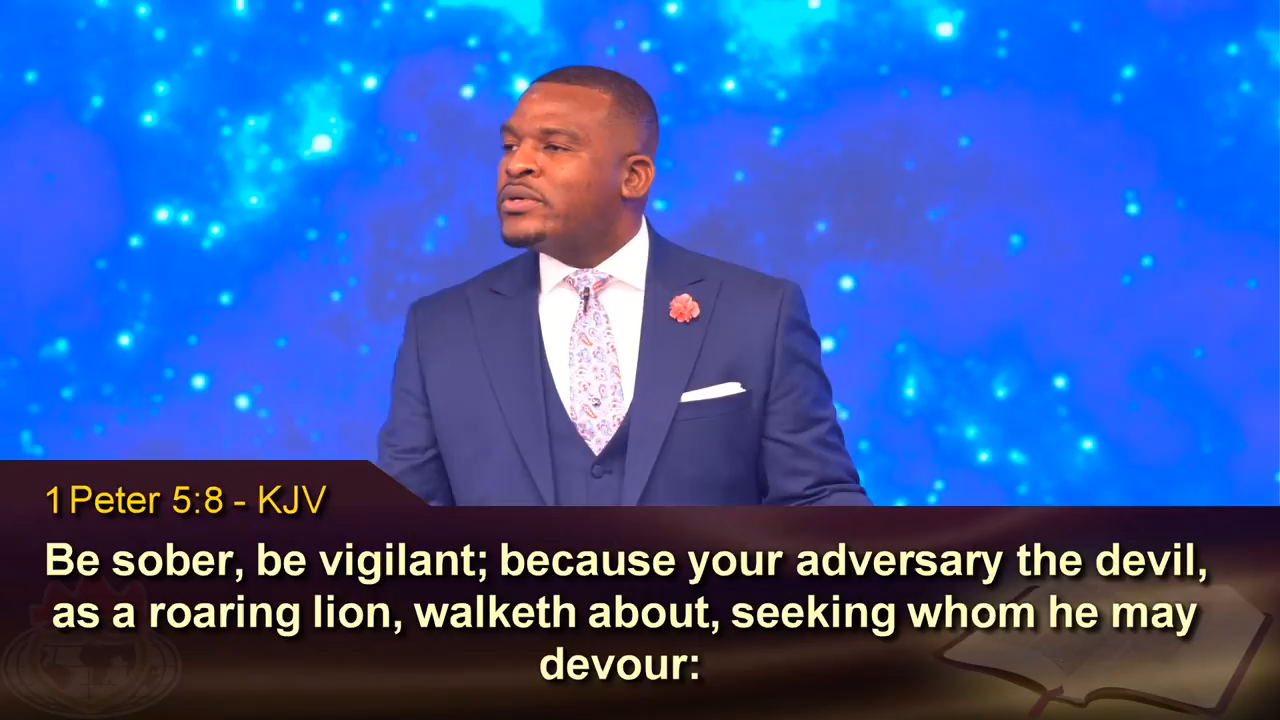 1 Peter 5:8 - KJV
Be sober, be vigilant; because your adversary the devil,
as a roaring lion, walketh about, seeking whom he may
devour: